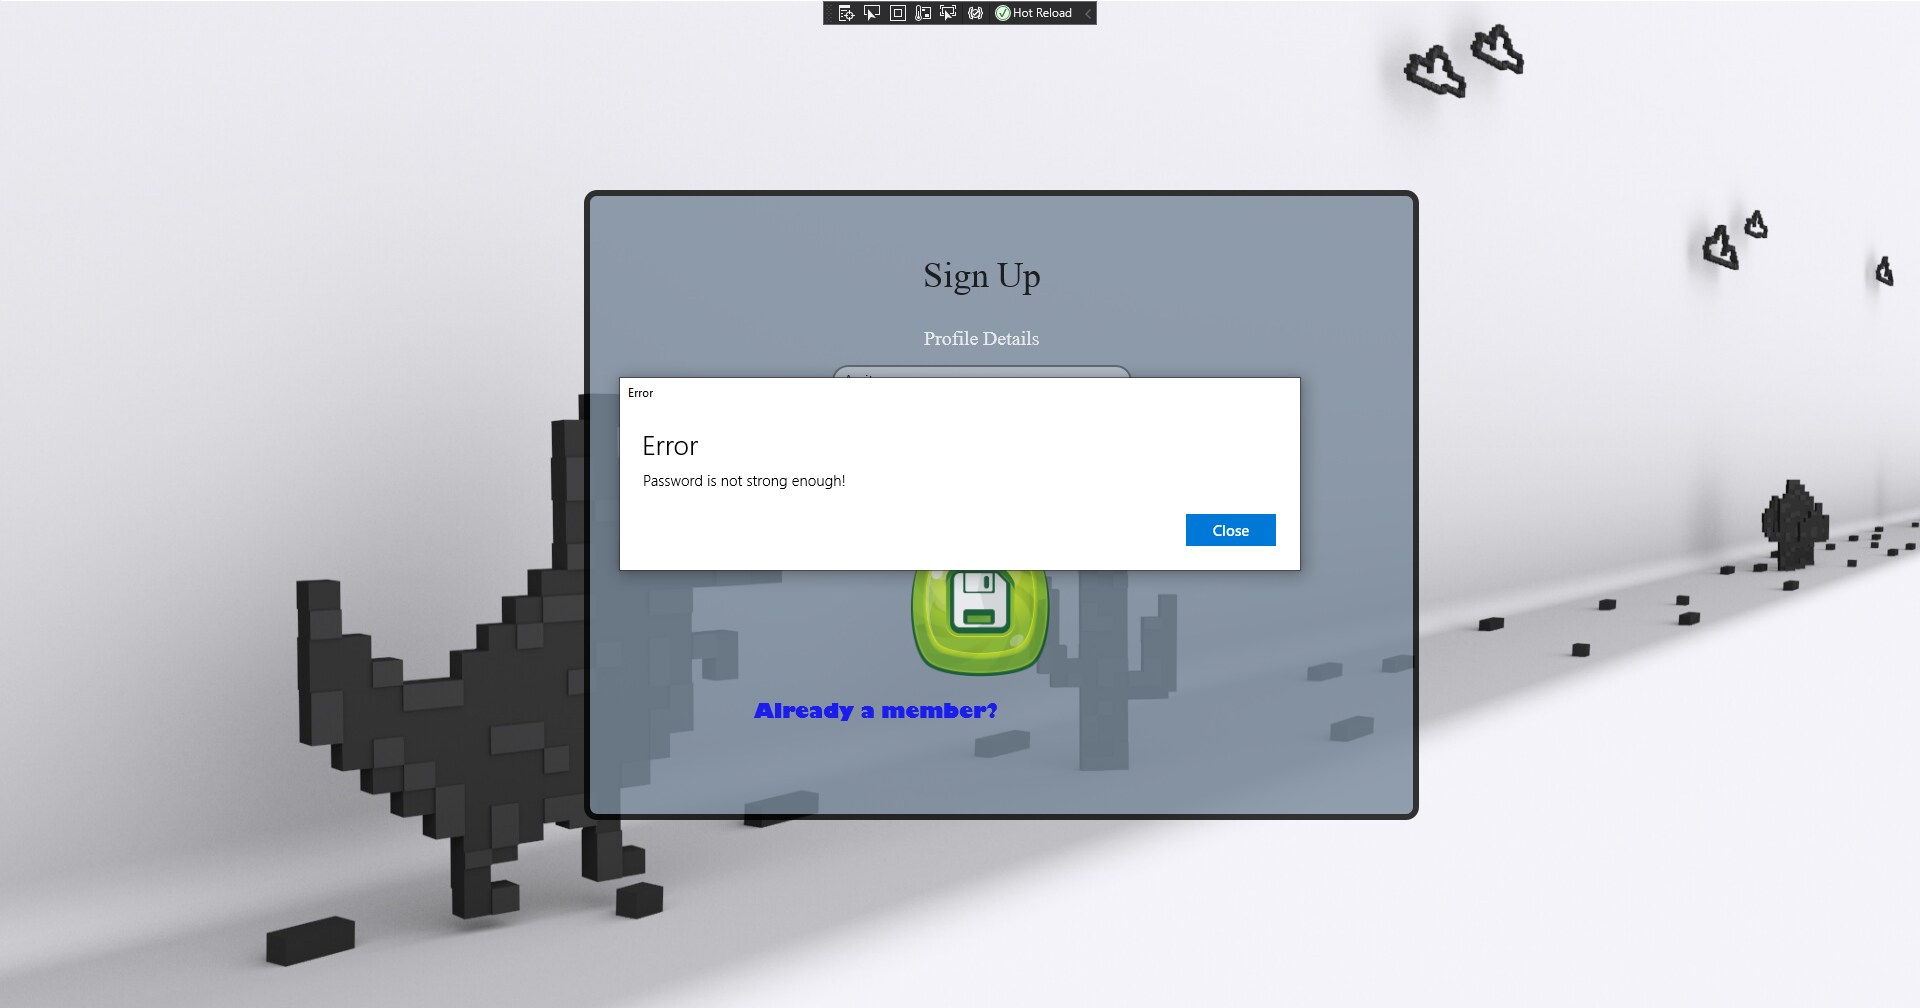 Hot Reload
Sign Up
Profile Details
Error
Error
Password is not strong enough!
Close
Already a member?